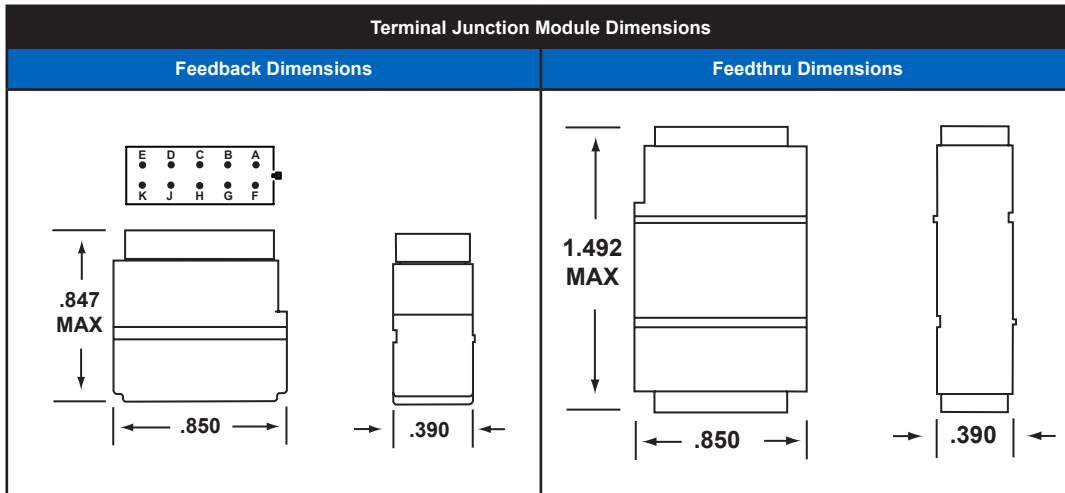 Terminal Junction Module Dimensions
Feedback Dimensions
Feedthru Dimensions
E D C B A
K J H G F
.847
MAX
.850
.390
1.492
MAX
.850
.390